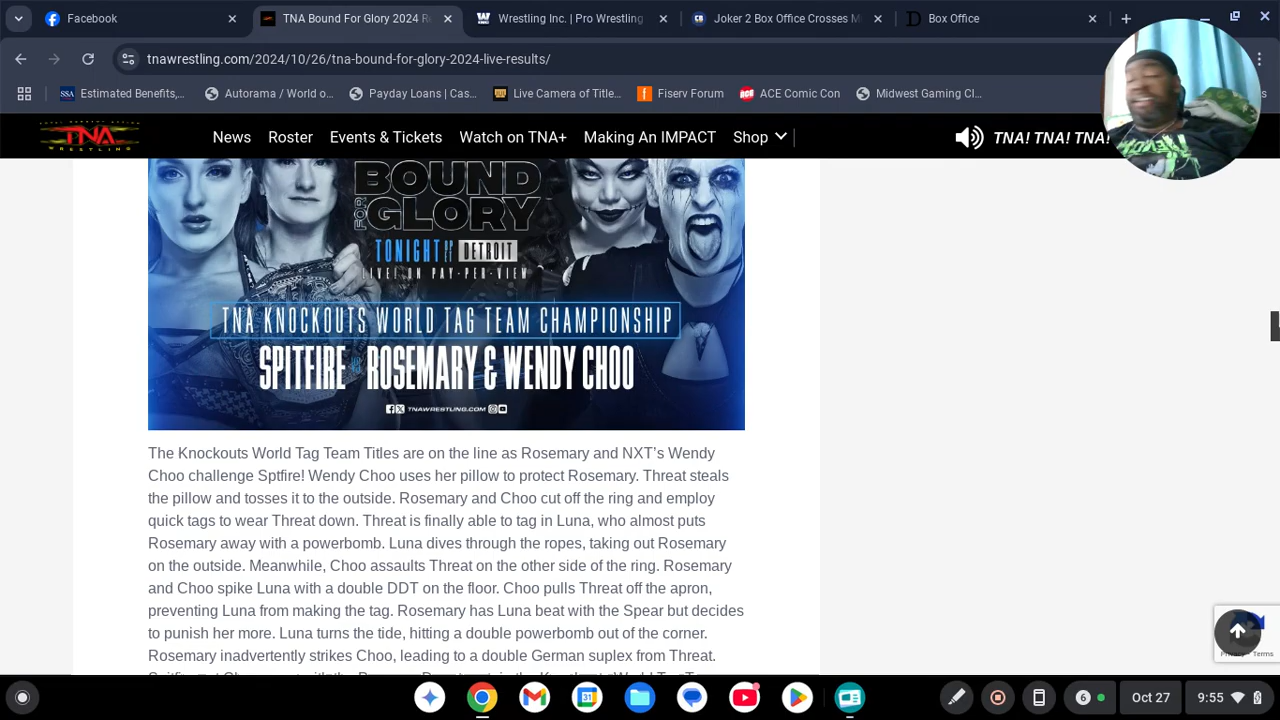 Facebook
TNA Bound For Glory 2024 R
Wrestling Inc. | Pro Wrestling
Joker 2 Box Office Crosses M
Box Office
tnawrestling.com/2024/10/26/tna-bound-for-glory-2024-live-results/
SSA Estimated Benefits,...
Autorama / World o...
Payday Loans | Cas...
Live Camera of Title...
Fiserv Forum
ACE Comic Con
Midwest Gaming Cl...
TNA
WRESTLING
News
Roster
Events & Tickets
Watch on TNA+
Making An IMPACT
Shop
TNA! TNA! TNA!
BOUND
FOR
GLORY
TONIGHT DETROIT
LIVE! ON PAY-PER-VIEW
TNA KNOCKOUTS WORLD TAG TEAM CHAMPIONSHIP
SPITFIRE VS ROSEMARY & WENDY CHOO
TNAWRESTLING.COM
The Knockouts World Tag Team Titles are on the line as Rosemary and NXT's Wendy
Choo challenge Sptfire! Wendy Choo uses her pillow to protect Rosemary. Threat steals
the pillow and tosses it to the outside. Rosemary and Choo cut off the ring and employ
quick tags to wear Threat down. Threat is finally able to tag in Luna, who almost puts
Rosemary away with a powerbomb. Luna dives through the ropes, taking out Rosemary
on the outside. Meanwhile, Choo assaults Threat on the other side of the ring. Rosemary
and Choo spike Luna with a double DDT on the floor. Choo pulls Threat off the apron,
preventing Luna from making the tag. Rosemary has Luna beat with the Spear but decides
to punish her more. Luna turns the tide, hitting a double powerbomb out of the corner.
Rosemary inadvertently strikes Choo, leading to a double German suplex from Threat.
Privacy - Terms
6
Oct 27
9:55